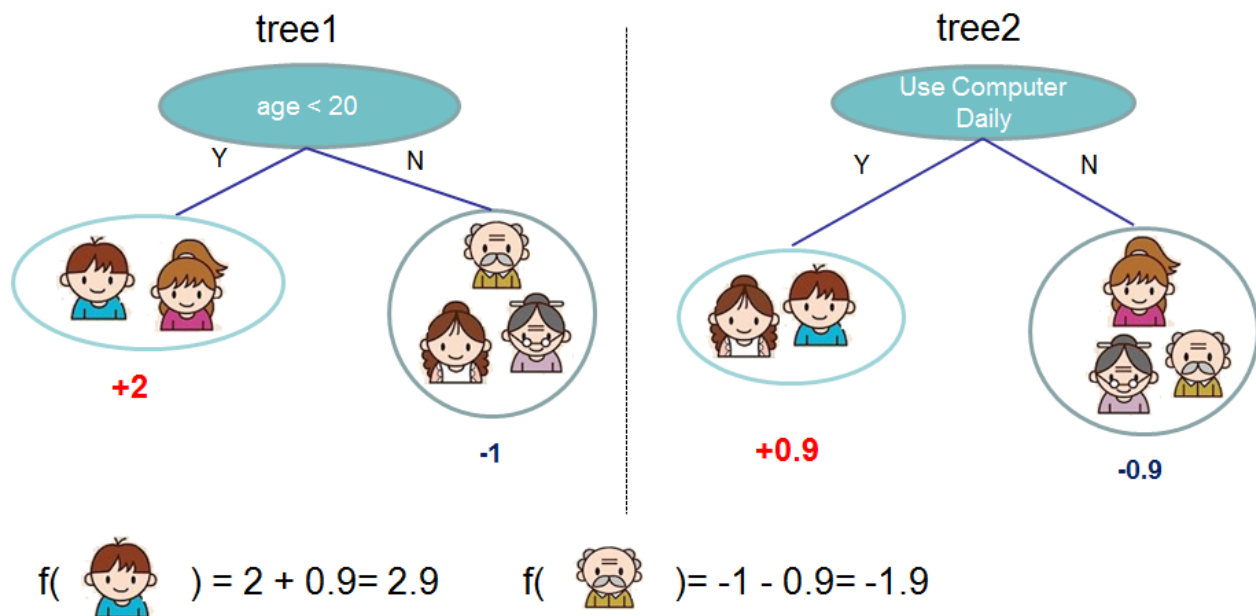 tree1
age < 20
Y
N
+2
-1
tree2
Use Computer
Daily
Y
N
+0.9
-0.9
f( ) = 2 + 0.9= 2.9
f( )= -1 - 0.9= -1.9